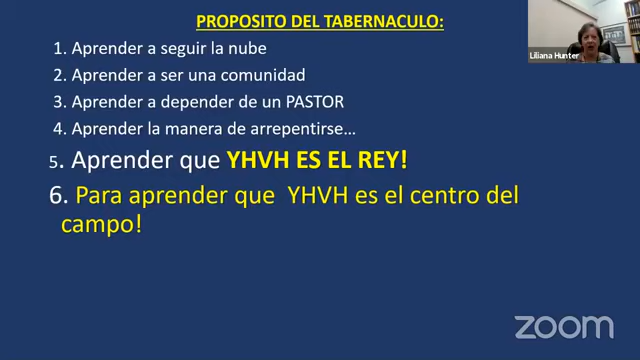 PROPOSITO DEL TABERNACULO:
1. Aprender a seguir la nube
2. Aprender a ser una comunidad
3. Aprender a depender de un PASTOR
4. Aprender la manera de arrepentirse…
5. Aprender que YHVH ES EL REY!
6. Para aprender que YHVH es el centro del
campo!
Liliana Hunter
zoom